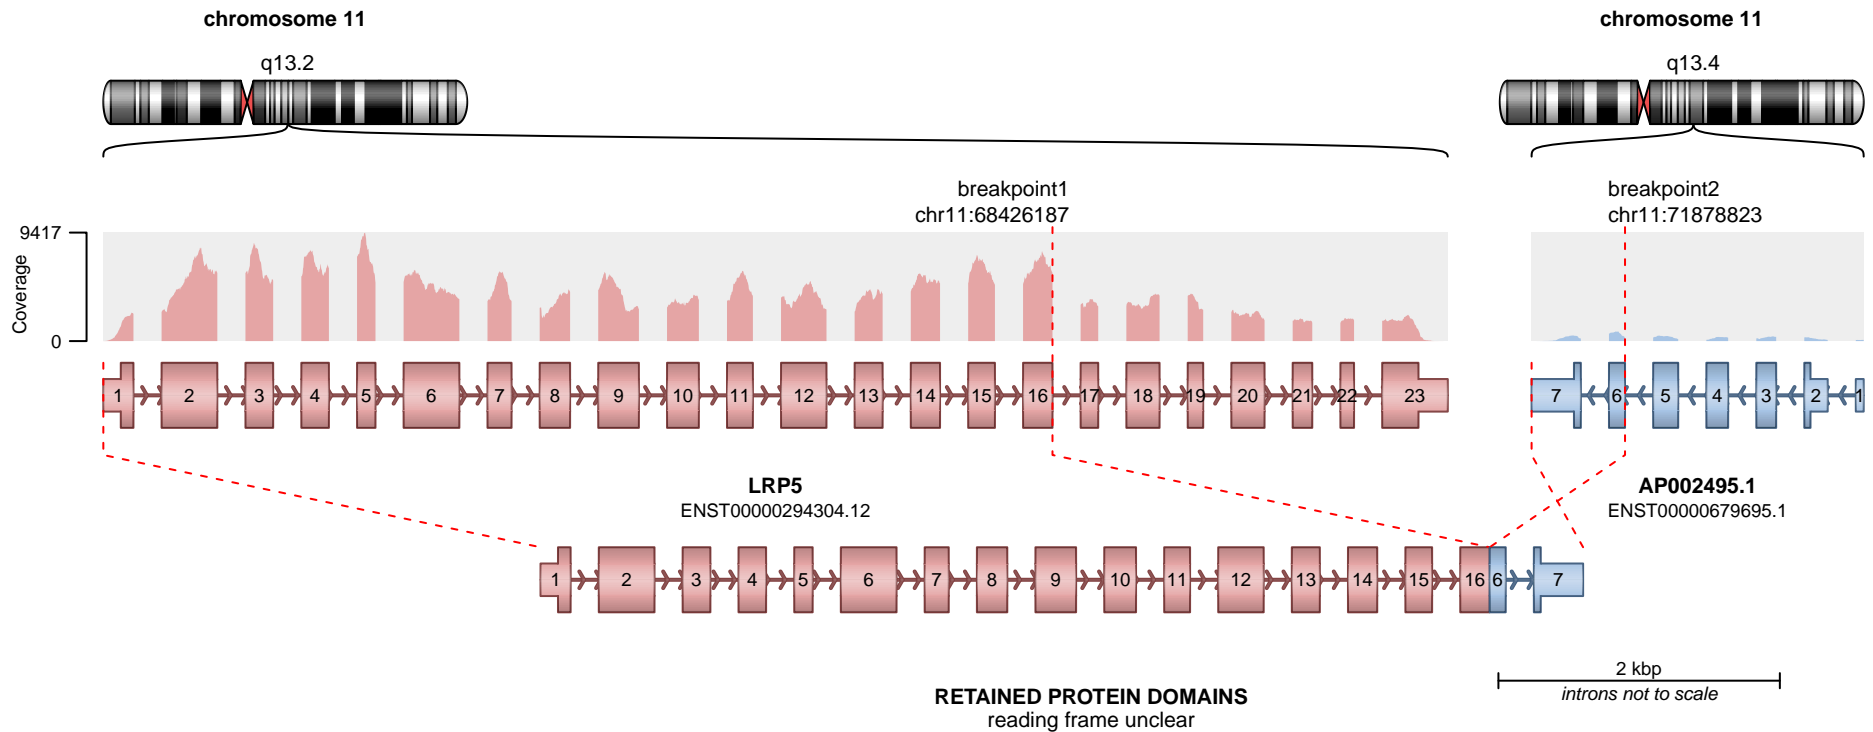 chromosome 11
chromosome 11
q13.2
q13.4
breakpoint1
chr11:68426187
breakpoint2
chr11:71878823
9417
Coverage
0
1 2 3 4 5 6 7 8 9 10 11 12 13 14 15 16 17 18 19 20 21 22 23
7 6 5 4 3 2 1
LRP5
ENST00000294304.12
AP002495.1
ENST00000679695.1
1 2 3 4 5 6 7 8 9 10 11 12 13 14 15 16 6 7
2 kbp
introns not to scale
RETAINED PROTEIN DOMAINS
reading frame unclear